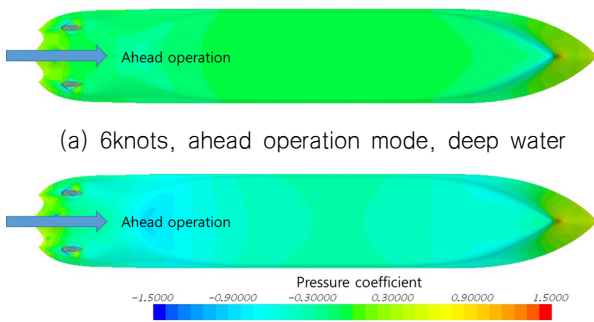 Ahead operation
(a) 6knots, ahead operation mode, deep water
Ahead operation
Pressure coefficient
-1.5000 -0.90000 -0.30000 0.30000 0.90000 1.5000